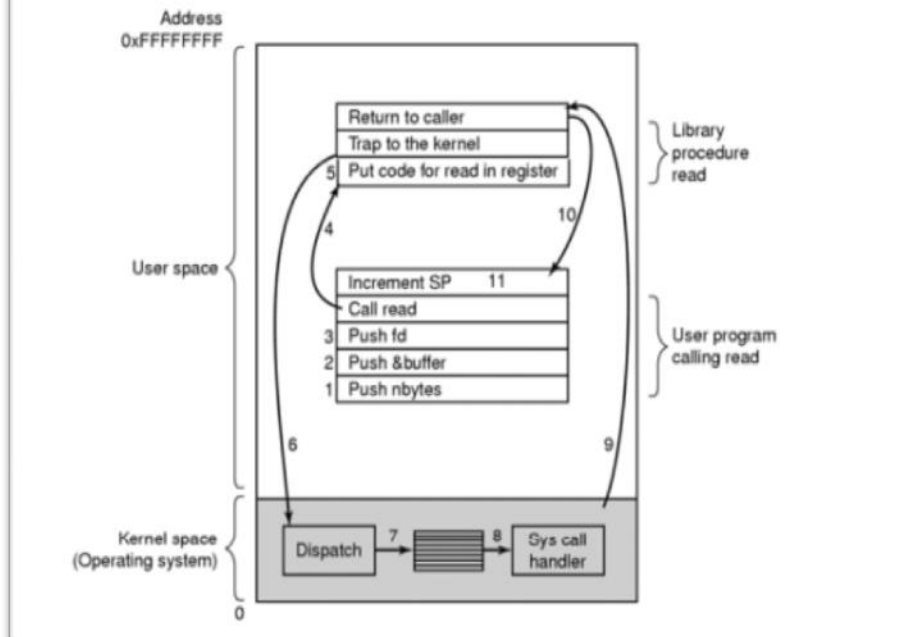 Address
0xFFFFFFFF
Return to caller
Trap to the kernel
5 Put code for read in register
Library
procedure
read
4
10
User space
Increment SP 11
Call read
3 Push fd
2 Push &buffer
1 Push nbytes
User program
calling read
6
9
Kernel space
(Operating system)
Dispatch
7
8
Sys call
handler
0